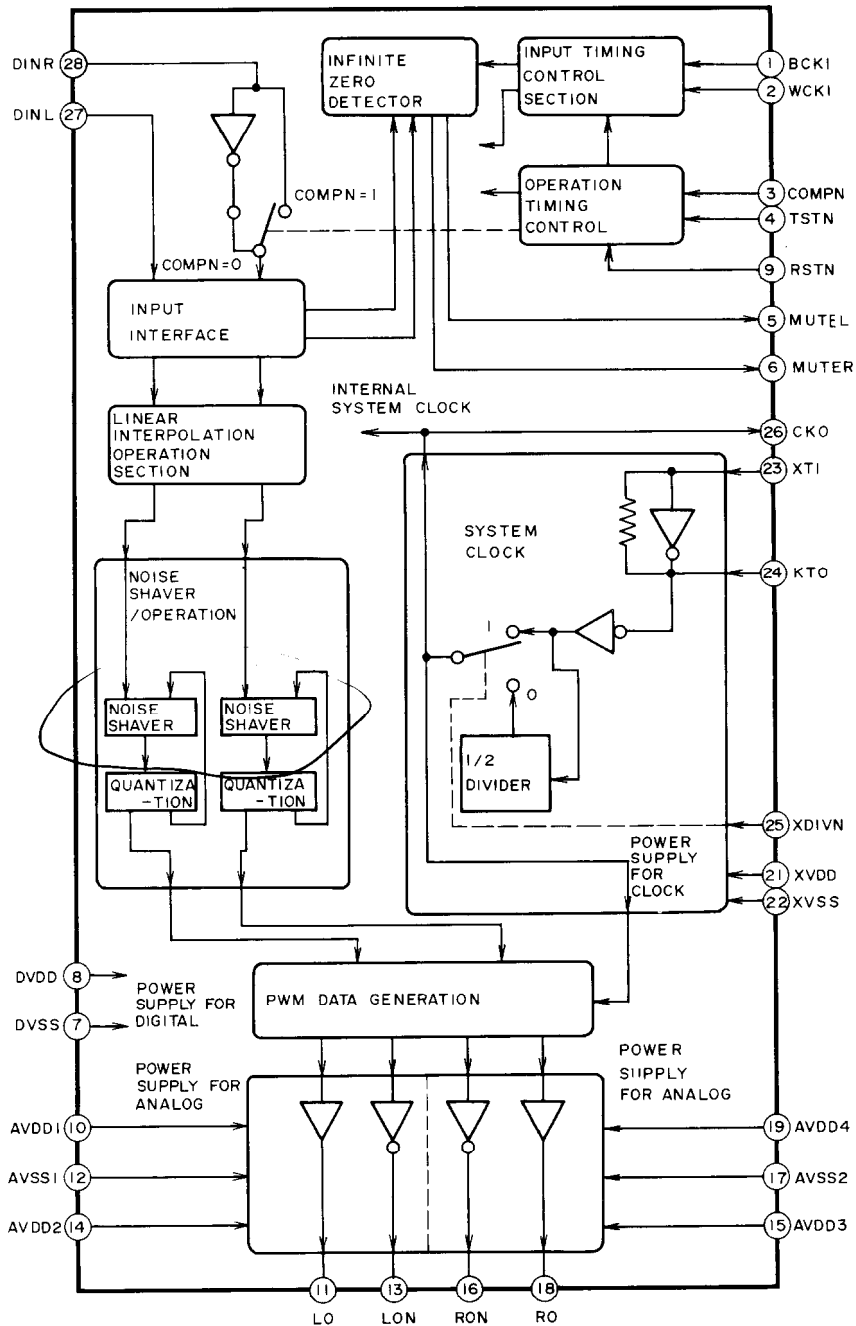 DINR 28
DINL 27
INFINITE
ZERO
DETECTOR
INPUT TIMING
CONTROL
SECTION
1 BCKI
2 WCKI
COMPN=1
OPERATION
TIMING
CONTROL
3 COMPN
4 TSTN
9 RSTN
COMPN=0
INPUT
INTERFACE
5 MUTEL
6 MUTER
INTERNAL
SYSTEM CLOCK
26 CKO
LINEAR
INTERPOLATION
OPERATION
SECTION
23 XTI
SYSTEM
CLOCK
24 KTO
NOISE
SHAVER
/OPERATION
1
0
NOISE
SHAVER
NOISE
SHAVER
1/2
DIVIDER
QUANTIZA
-TION
QUANTIZA
-TION
25 XDIVN
POWER
SUPPLY
FOR
CLOCK
21 XVDD
22 XVSS
DVDD 8
DVSS 7
POWER
SUPPLY FOR
DIGITAL
PWM DATA GENERATION
POWER
SUPPLY FOR
ANALOG
POWER
SUPPLY
FOR ANALOG
AVDD1 10
AVSS1 12
AVDD2 14
19 AVDD4
17 AVSS2
15 AVDD3
11 13 16 18
LO LON RON RO